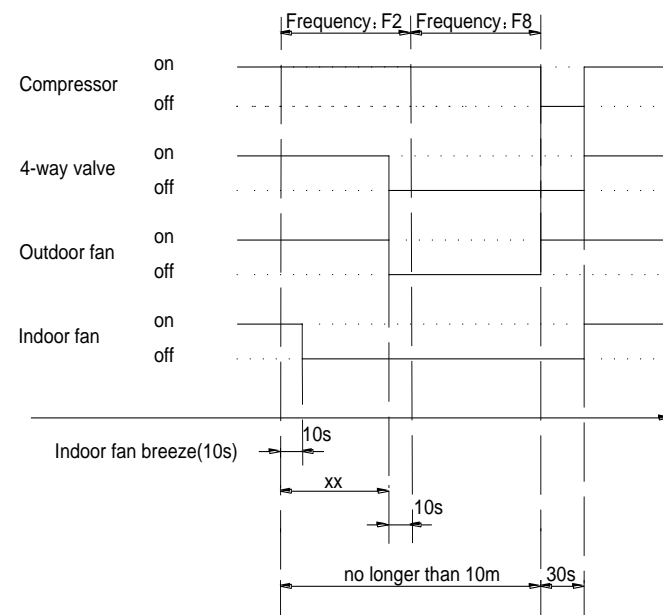 Frequency: F2 Frequency: F8
on
Compressor
off
on
4-way valve
off
on
Outdoor fan
off
on
Indoor fan
off
10s
Indoor fan breeze(10s)
xx
10s
no longer than 10m 30s